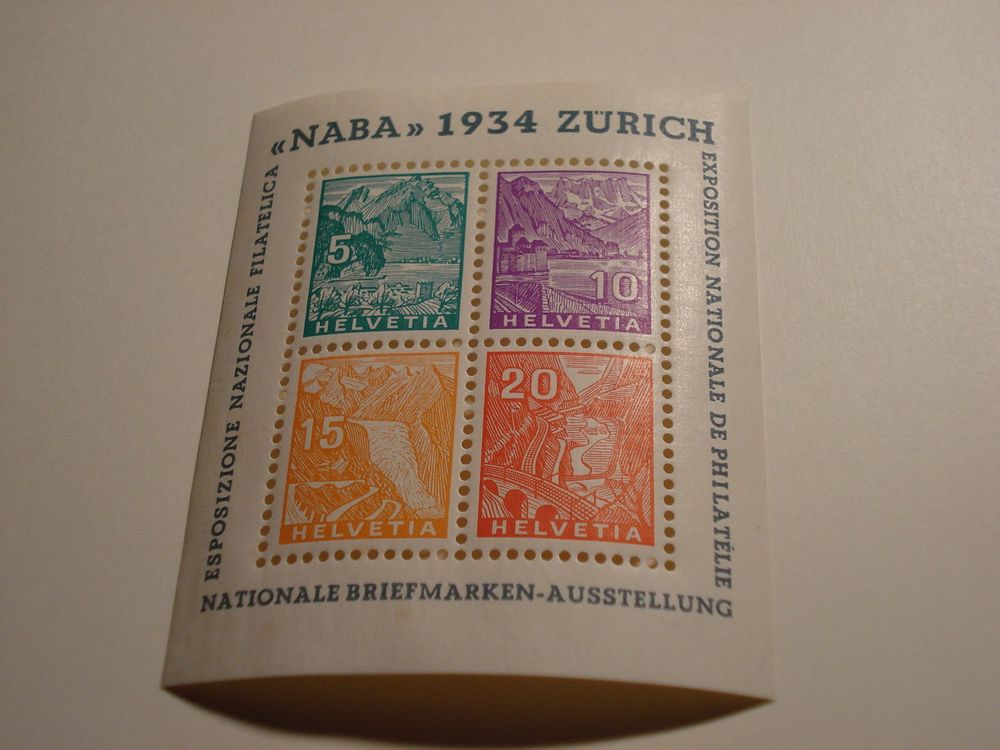 «NABA» 1934 ZÜRICH
ESPOSIZIONE NAZIONALE FILATELICA
EXPOSITION NATIONALE DE PHILATÉLIE
5
HELVETIA
10
HELVETIA
15
HELVETIA
20
HELVETIA
NATIONALE BRIEFMARKEN-AUSSTELLUNG